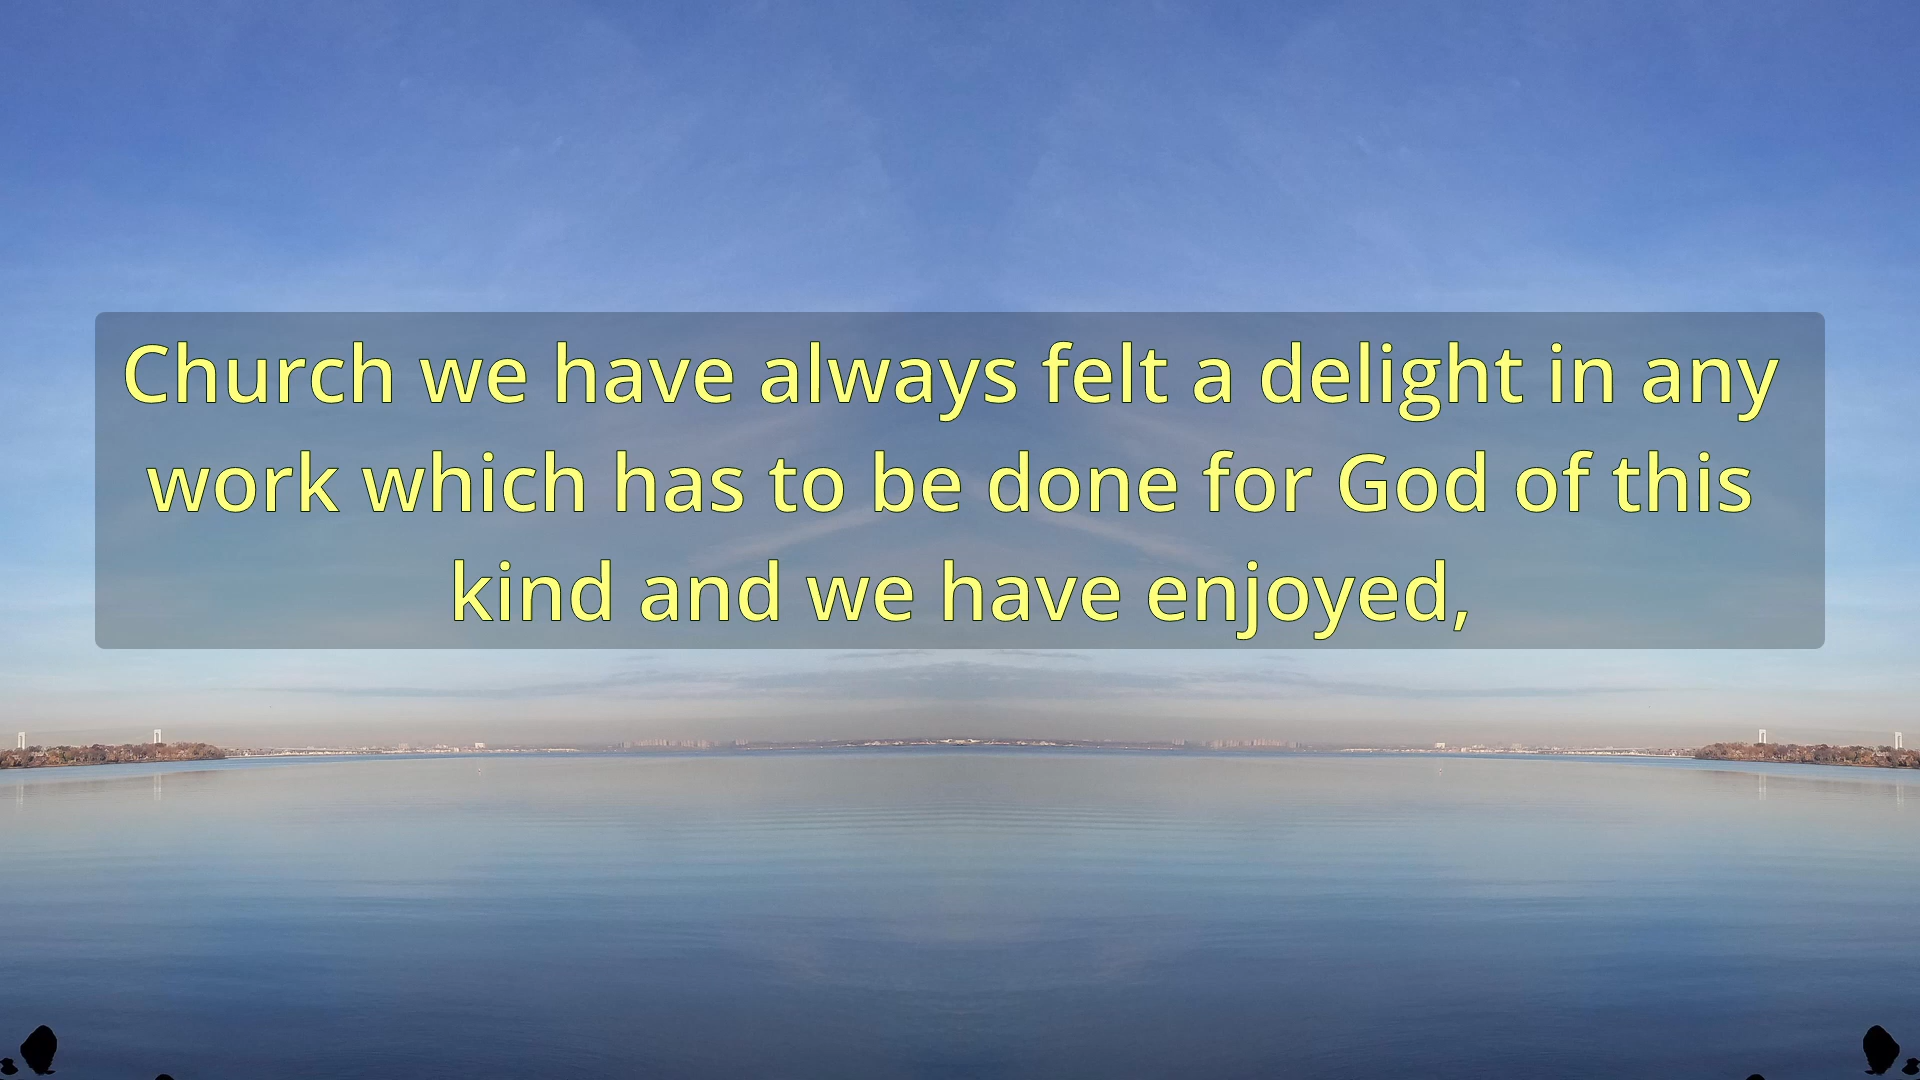 Church we have always felt a delight in any
work which has to be done for God of this
kind and we have enjoyed,